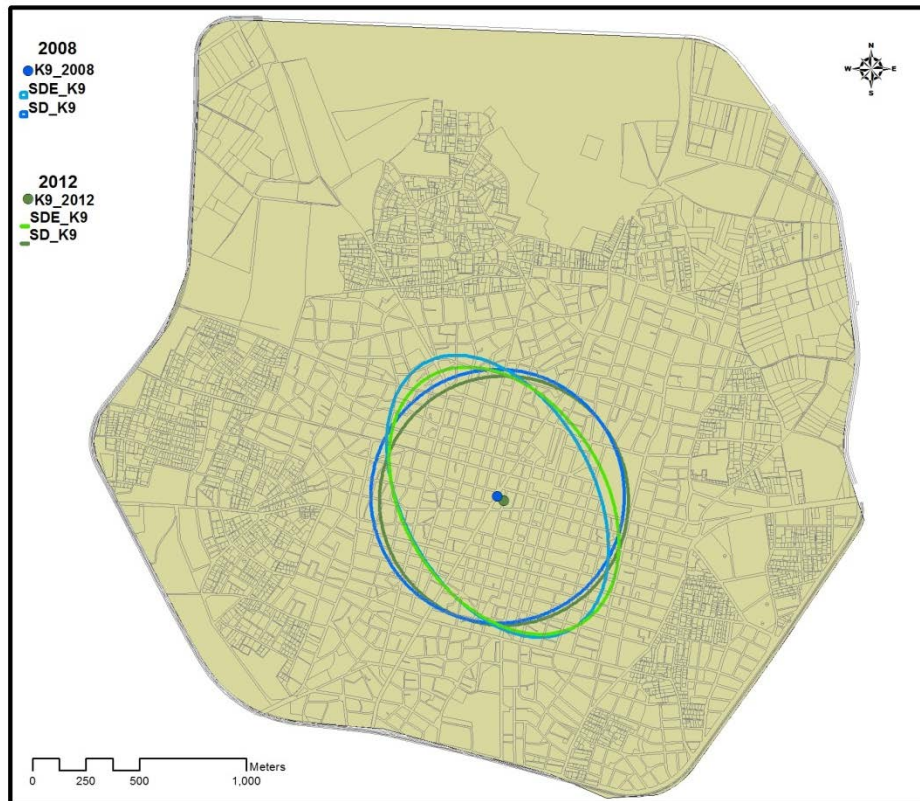 2008
K9_2008
SDE_K9
SD_K9
2012
K9_2012
SDE_K9
SD_K9
N
W E
S
Meters
0 250 500 1,000